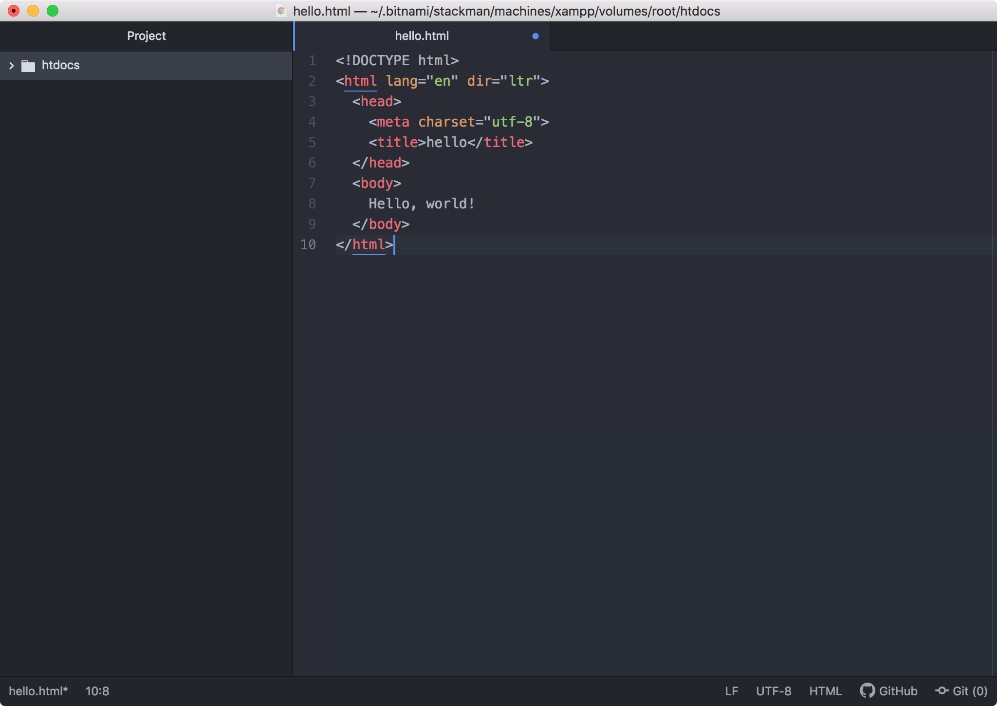 hello.html — ~/.bitnami/stackman/machines/xampp/volumes/root/htdocs
Project
hello.html
htdocs
1 <!DOCTYPE html>
2 <html lang="en" dir="ltr">
3 <head>
4 <meta charset="utf-8">
5 <title>hello</title>
6 </head>
7 <body>
8 Hello, world!
9 </body>
10 </html>
hello.html* 10:8 LF UTF-8 HTML GitHub Git (0)